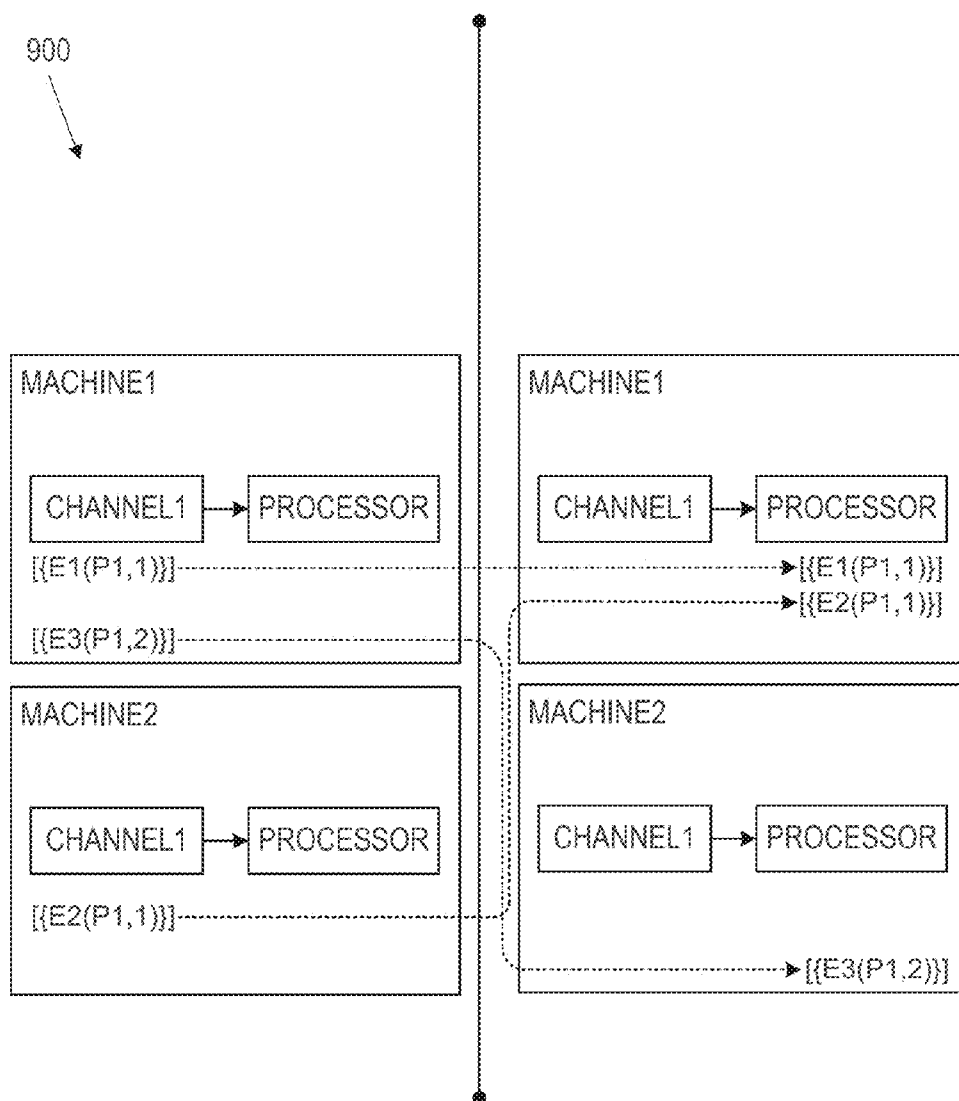 900
MACHINE1
CHANNEL1
PROCESSOR
[{E1(P1,1)}]
[{E3(P1,2)}]
MACHINE2
CHANNEL1
PROCESSOR
[{E2(P1,1)}]
MACHINE1
CHANNEL1
PROCESSOR
[{E1(P1,1)}]
[{E2(P1,1)}]
MACHINE2
CHANNEL1
PROCESSOR
[{E3(P1,2)}]